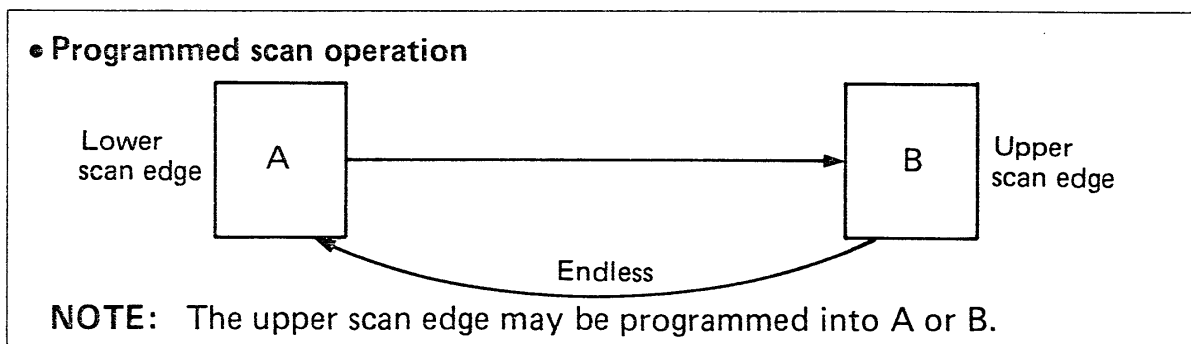 • Programmed scan operation
Lower
scan edge
A
B
Upper
scan edge
Endless
NOTE: The upper scan edge may be programmed into A or B.